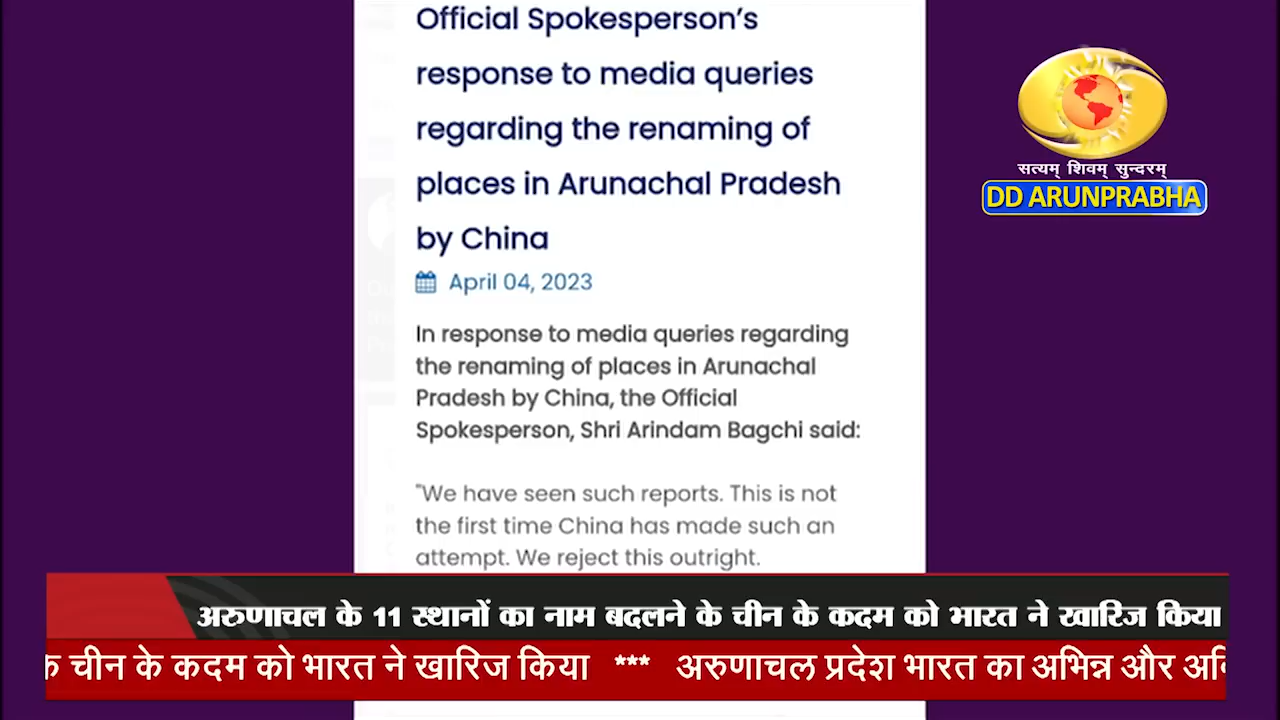 Official Spokesperson's
response to media queries
regarding the renaming of
places in Arunachal Pradesh
by China
April 04, 2023
In response to media queries regarding
the renaming of places in Arunachal
Pradesh by China, the Official
Spokesperson, Shri Arindam Bagchi said:
"We have seen such reports. This is not
the first time China has made such an
attempt. We reject this outright.
सत्यम् शिवम् सुन्दरम्
DD ARUNPRABHA
अरुणाचल के 11 स्थानों का नाम बदलने के चीन के कदम को भारत ने खारिज किया
चीन के कदम को भारत ने खारिज किया *** अरुणाचल प्रदेश भारत का अभिन्न और